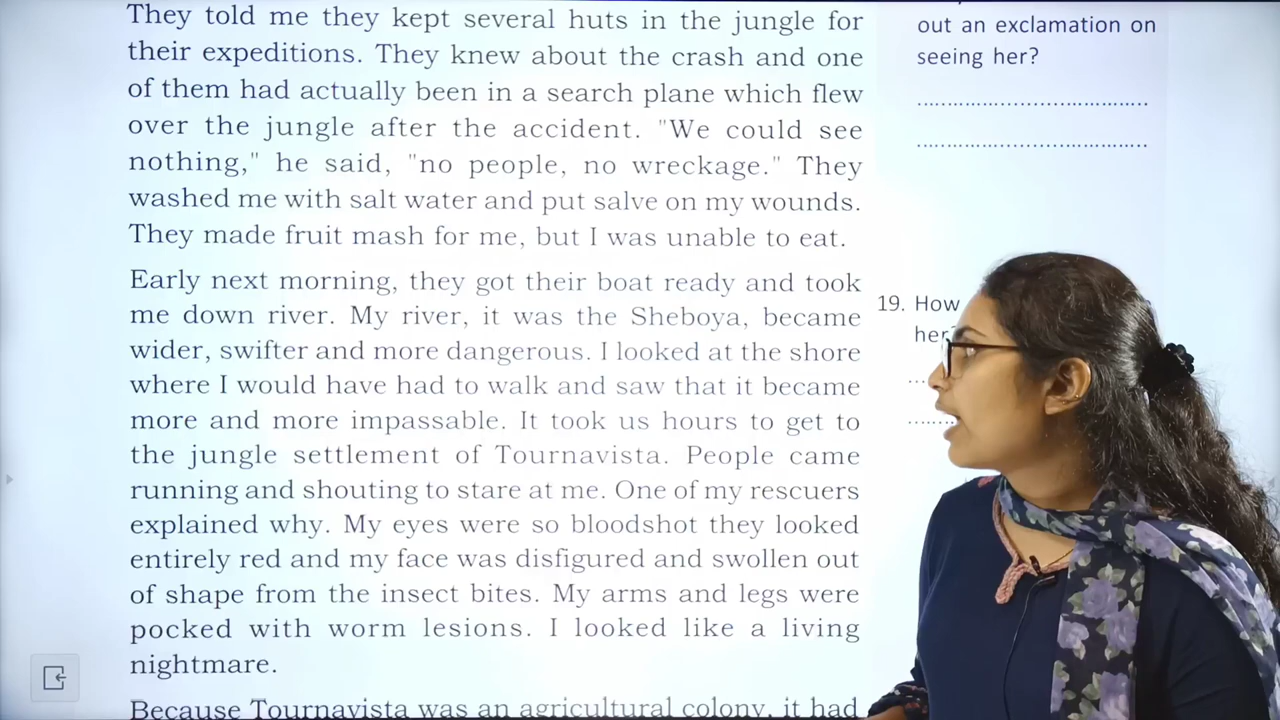 They told me they kept several huts in the jungle for
their expeditions. They knew about the crash and one
of them had actually been in a search plane which flew
over the jungle after the accident. "We could see
nothing," he said, "no people, no wreckage." They
washed me with salt water and put salve on my wounds.
They made fruit mash for me, but I was unable to eat.
Early next morning, they got their boat ready and took
me down river. My river, it was the Sheboya, became
wider, swifter and more dangerous. I looked at the shore
where I would have had to walk and saw that it became
more and more impassable. It took us hours to get to
the jungle settlement of Tournavista. People came
running and shouting to stare at me. One of my rescuers
explained why. My eyes were so bloodshot they looked
entirely red and my face was disfigured and swollen out
of shape from the insect bites. My arms and legs were
pocked with worm lesions. I looked like a living
nightmare.
Because Tournavista was an agricultural colony, it had
out an exclamation on
seeing her?
19. How
her?